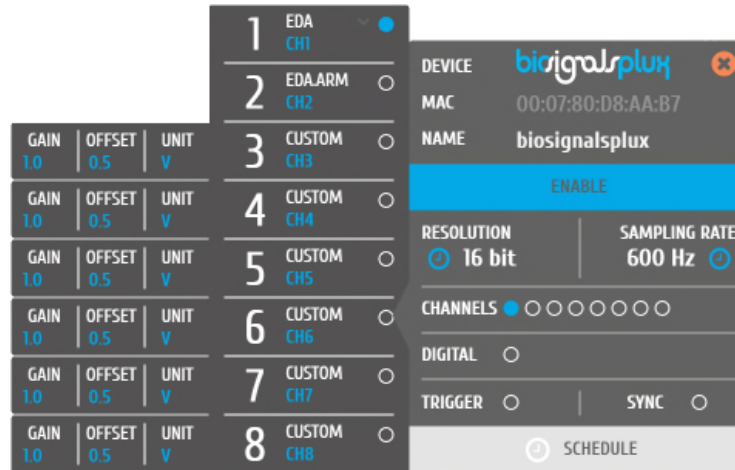 1 EDA
CH1
2 EDA.ARM
CH2
GAIN OFFSET UNIT 3 CUSTOM
1.0 0.5 V CH3
GAIN OFFSET UNIT 4 CUSTOM
1.0 0.5 V CH4
GAIN OFFSET UNIT 5 CUSTOM
1.0 0.5 V CH5
GAIN OFFSET UNIT 6 CUSTOM
1.0 0.5 V CH6
GAIN OFFSET UNIT 7 CUSTOM
1.0 0.5 V CH7
GAIN OFFSET UNIT 8 CUSTOM
1.0 0.5 V CH8
DEVICE biosignalsplux
MAC 00:07:80:D8:AA:B7
NAME biosignalsplux
ENABLE
RESOLUTION SAMPLING RATE
16 bit 600 Hz
CHANNELS
DIGITAL
TRIGGER SYNC
SCHEDULE